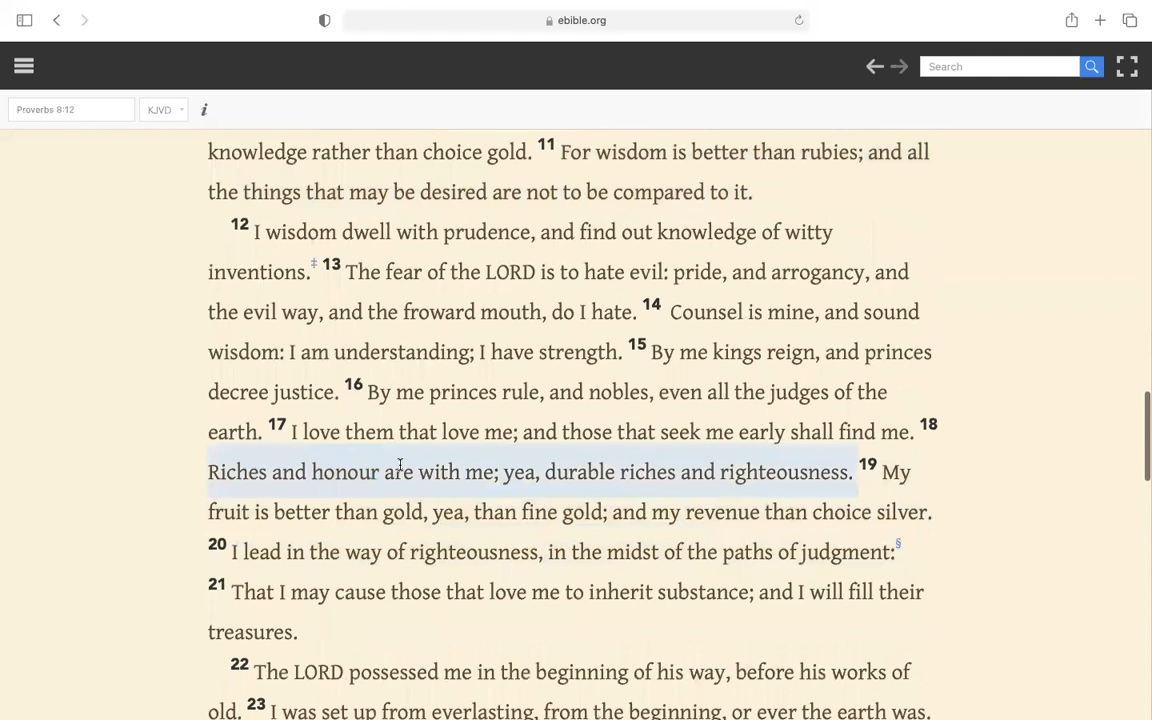 ebible.org
Search
Proverbs 8:12 KJVD i
knowledge rather than choice gold. 11 For wisdom is better than rubies; and all
the things that may be desired are not to be compared to it.
12 I wisdom dwell with prudence, and find out knowledge of witty
inventions.‡ 13 The fear of the LORD is to hate evil: pride, and arrogancy, and
the evil way, and the froward mouth, do I hate. 14 Counsel is mine, and sound
wisdom: I am understanding; I have strength. 15 By me kings reign, and princes
decree justice. 16 By me princes rule, and nobles, even all the judges of the
earth. 17 I love them that love me; and those that seek me early shall find me. 18
Riches and honour are with me; yea, durable riches and righteousness. 19 My
fruit is better than gold, yea, than fine gold; and my revenue than choice silver.
20 I lead in the way of righteousness, in the midst of the paths of judgment:§
21 That I may cause those that love me to inherit substance; and I will fill their
treasures.
22 The LORD possessed me in the beginning of his way, before his works of
old. 23 I was set up from everlasting, from the beginning, or ever the earth was.